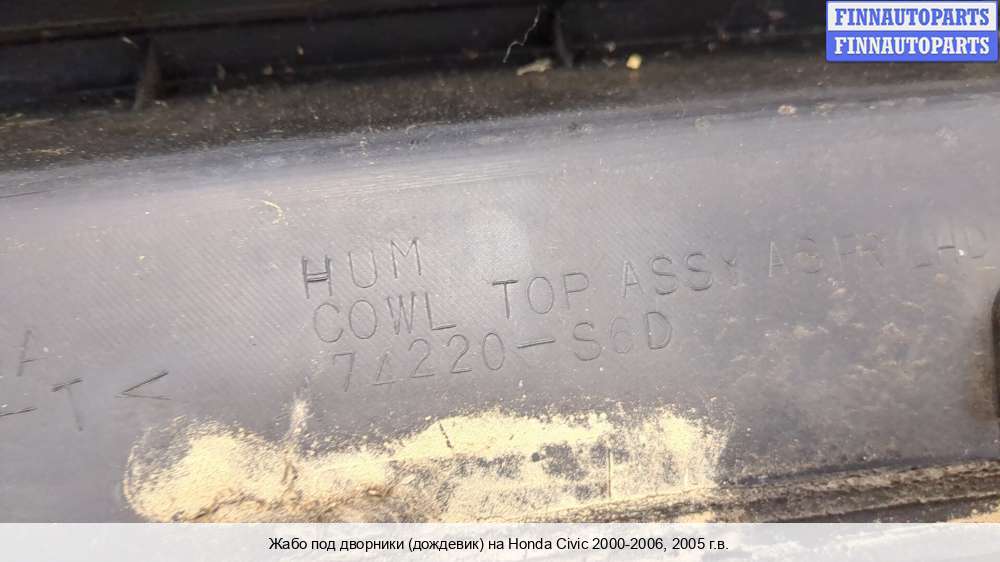 FINNAUTOPARTS
FINNAUTOPARTS
HUM
COWL TOP ASSY
74220-S6D
Жабо под дворники (дождевик) на Honda Civic 2000-2006, 2005 г.в.